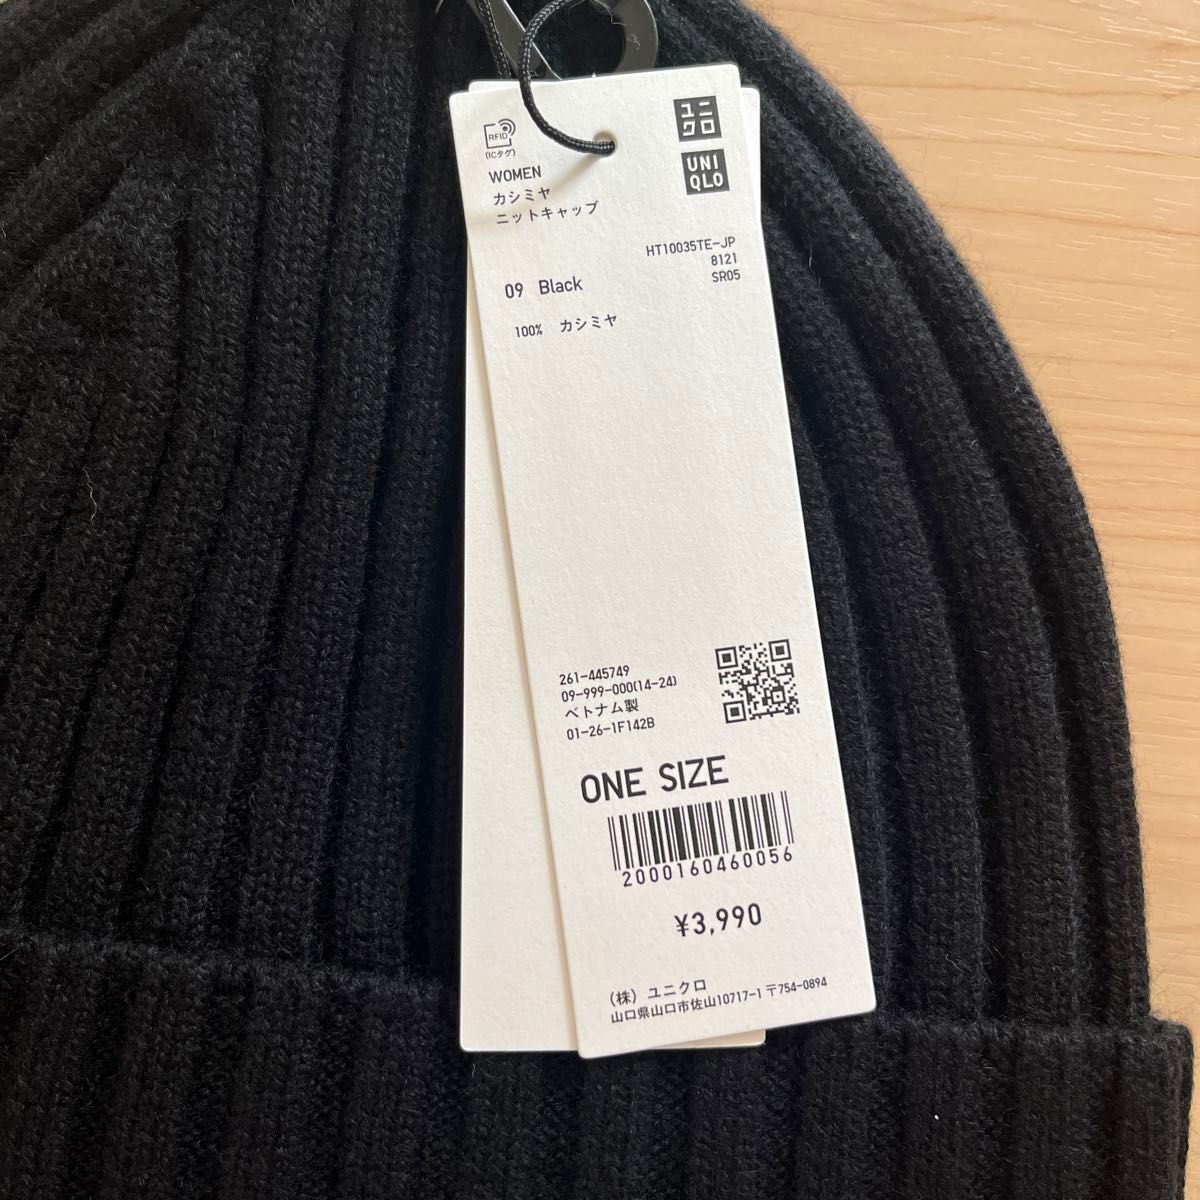 ユニ
クロ
UNI
QLO
RFID
(ICタグ)
WOMEN
カシミヤ
ニットキャップ
HT10035TE-JP
8121
SR05
09 Black
100% カシミヤ
261-445749
09-999-000(14-24)
ベトナム製
01-26-1F142B
ONE SIZE
2000160460056
¥3,990
(株) ユニクロ
山口県山口市佐山10717-1 〒754-0894